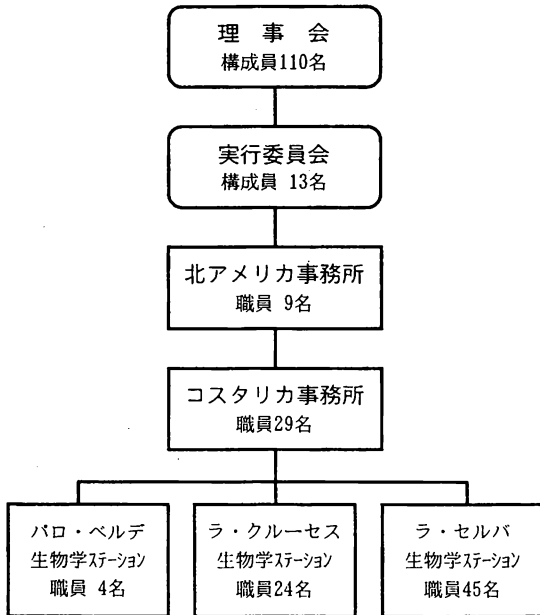 理 事 会
構成員110名
実行委員会
構成員 13名
北アメリカ事務所
職員 9名
コスタリカ事務所
職員29名
パロ・ベルデ
生物学ステーション
職員 4名
ラ・クルーセス
生物学ステーション
職員24名
ラ・セルバ
生物学ステーション
職員45名